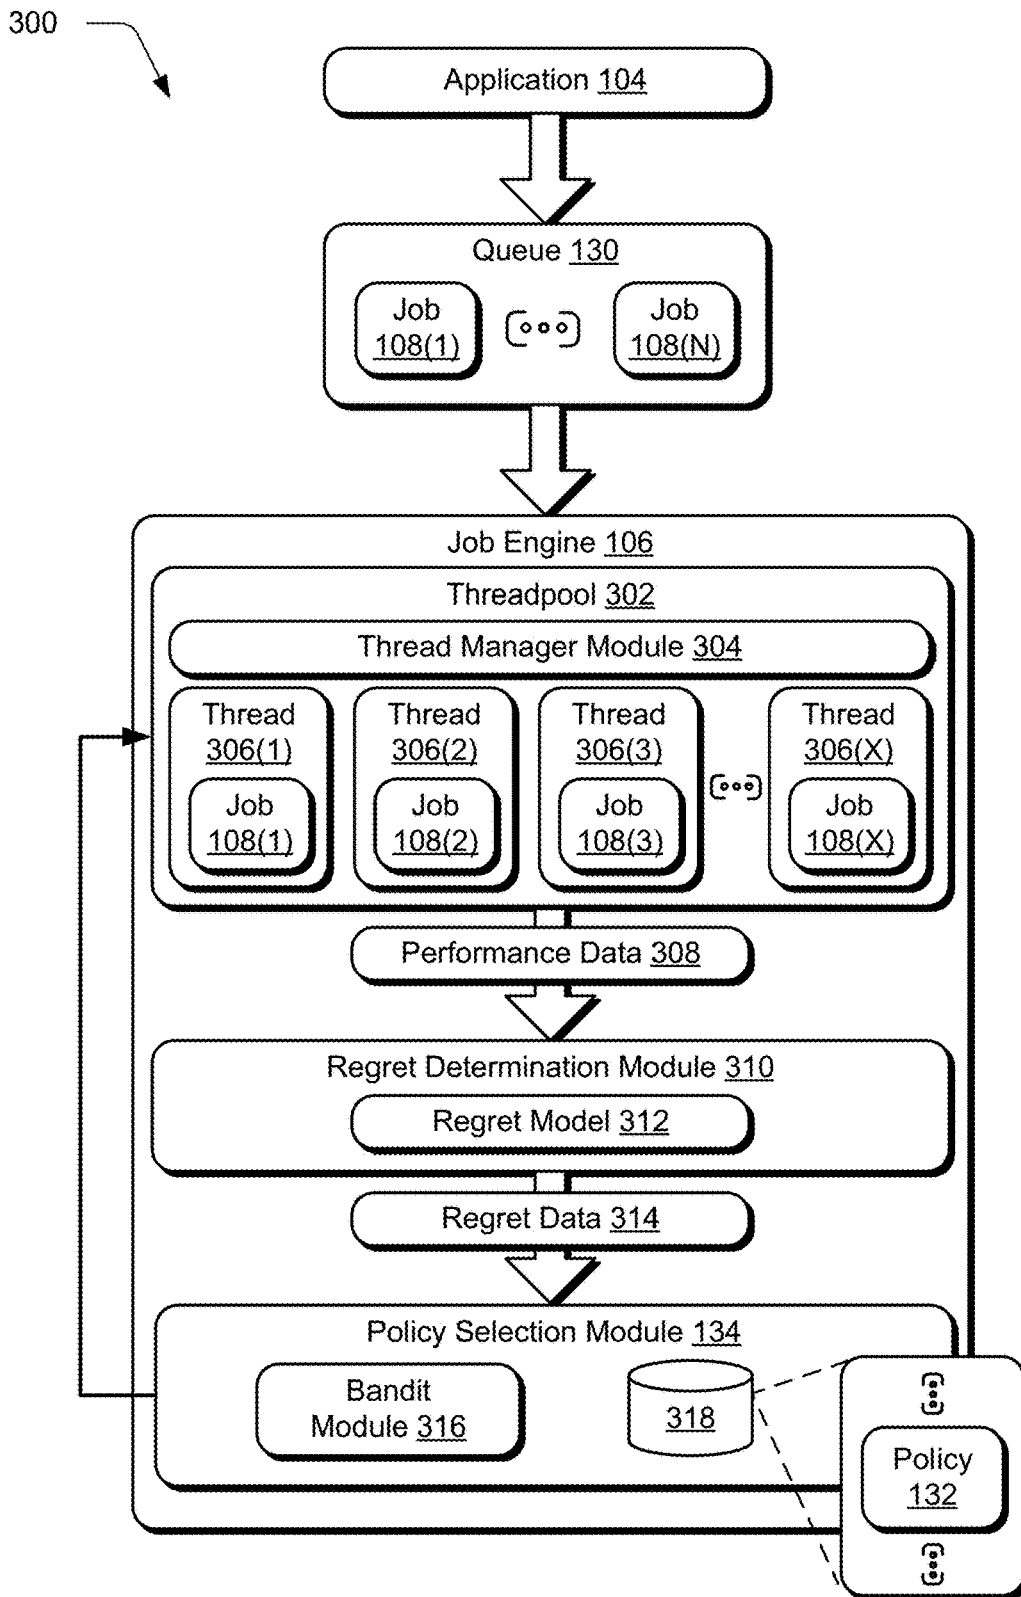 300
Application 104
Queue 130
Job
108(1)
Job
108(N)
Job Engine 106
Threadpool 302
Thread Manager Module 304
Thread
306(1)
Job
108(1)
Thread
306(2)
Job
108(2)
Thread
306(3)
Job
108(3)
Thread
306(X)
Job
108(X)
Performance Data 308
Regret Determination Module 310
Regret Model 312
Regret Data 314
Policy Selection Module 134
Bandit
Module 316
318
Policy
132